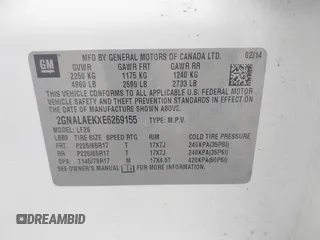 GM
MFD BY GENERAL MOTORS OF CANADA LTD. 02/14
GVWR GAWR FRT GAWR RR
2250 KG 1175 KG 1240 KG
4960 LB 2590 LB 2733 LB
THIS VEHICLE CONFORMS TO ALL APPLICABLE U.S. FEDERAL
MOTOR VEHICLE SAFETY, BUMPER, AND THEFT PREVENTION STANDARDS
IN EFFECT ON THE DATE OF MANUFACTURE SHOWN ABOVE.
2GNALAEKXE6269155 TYPE: M.P.V.
MODEL: LF26
TIRE SIZE SPEED RTG RIM COLD TIRE PRESSURE
FRT P225/65R17 T 17X7J 240KPA(35PSI)
RR P225/65R17 T 17X7J 240KPA(35PSI)
SPA T145/70R17 M 17X4.5T 420KPA(60PSI)
SEE OWNER'S MANUAL FOR MORE INFORMATION.
AUTOBIDMASTER